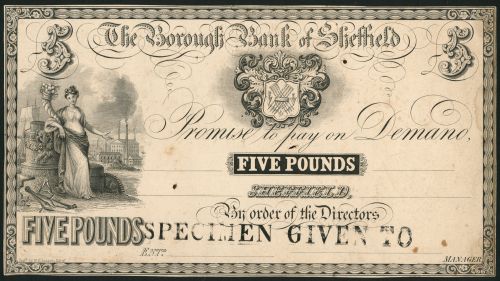 5 The Borough Bank of Sheffield 5
Promise to pay on Demand,
FIVE POUNDS
SHEFFIELD,
By order of the Directors
FIVE POUNDS SPECIMEN GIVEN TO
ENTD. MANAGER